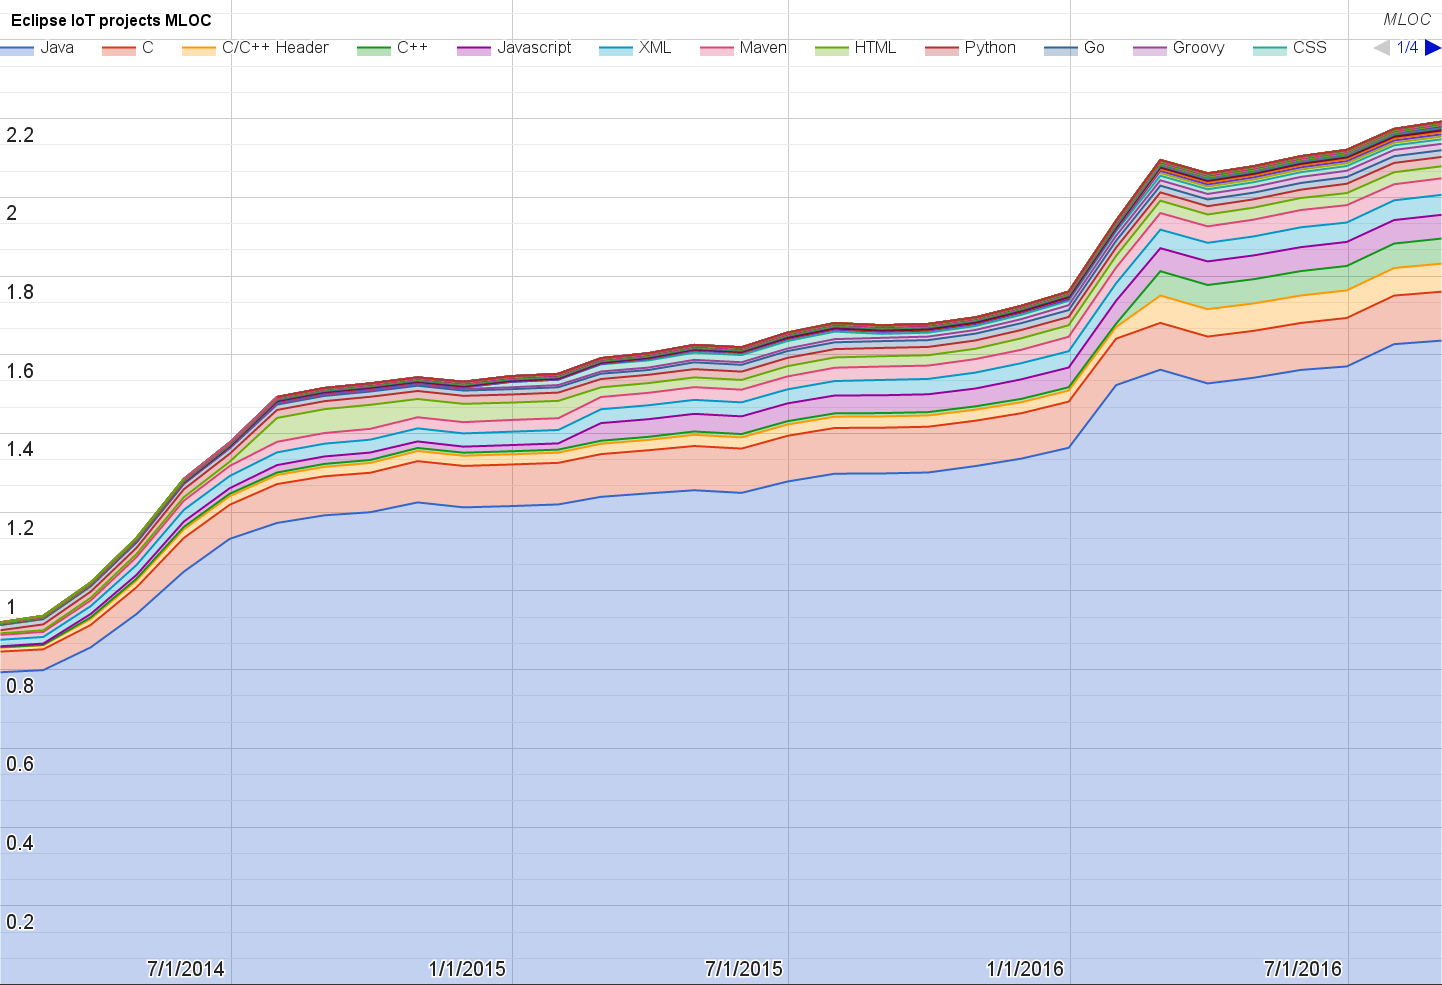 Eclipse IoT projects MLOC
MLOC
Java C C/C++ Header C++ Javascript XML Maven HTML Python Go Groovy CSS 1/4
2.2
2
1.8
1.6
1.4
1.2
1
0.8
0.6
0.4
0.2
7/1/2014 1/1/2015 7/1/2015 1/1/2016 7/1/2016